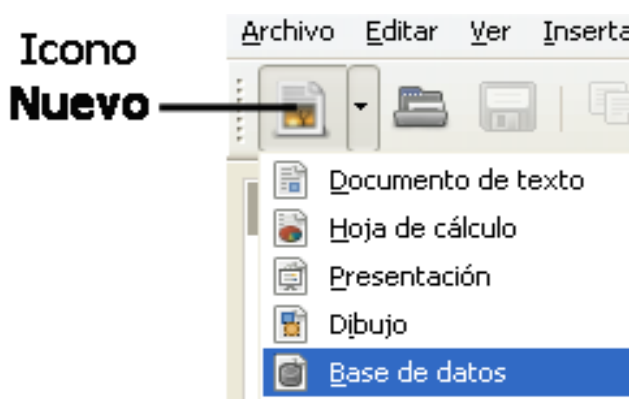 Icono
Nuevo
Archivo Editar Ver Inserta
Documento de texto
Hoja de cálculo
Presentación
Dibujo
Base de datos